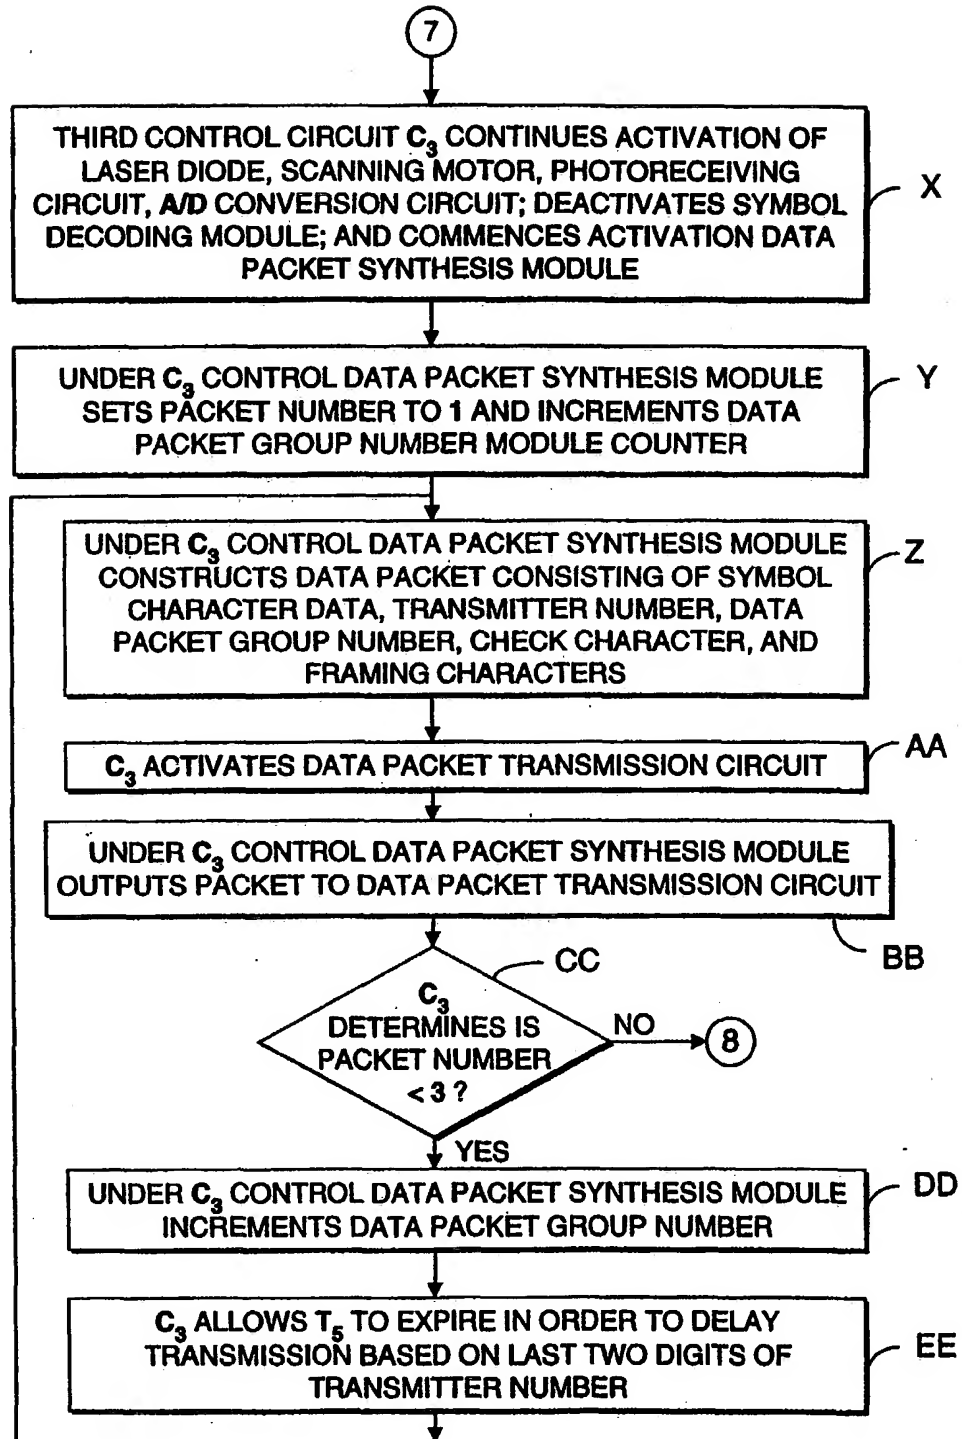 7
THIRD CONTROL CIRCUIT C₃ CONTINUES ACTIVATION OF
LASER DIODE, SCANNING MOTOR, PHOTORECEIVING
CIRCUIT, A/D CONVERSION CIRCUIT; DEACTIVATES SYMBOL
DECODING MODULE; AND COMMENCES ACTIVATION DATA
PACKET SYNTHESIS MODULE
X
UNDER C₃ CONTROL DATA PACKET SYNTHESIS MODULE
SETS PACKET NUMBER TO 1 AND INCREMENTS DATA
PACKET GROUP NUMBER MODULE COUNTER
Y
UNDER C₃ CONTROL DATA PACKET SYNTHESIS MODULE
CONSTRUCTS DATA PACKET CONSISTING OF SYMBOL
CHARACTER DATA, TRANSMITTER NUMBER, DATA
PACKET GROUP NUMBER, CHECK CHARACTER, AND
FRAMING CHARACTERS
Z
C₃ ACTIVATES DATA PACKET TRANSMISSION CIRCUIT
AA
UNDER C₃ CONTROL DATA PACKET SYNTHESIS MODULE
OUTPUTS PACKET TO DATA PACKET TRANSMISSION CIRCUIT
BB
CC
C₃
DETERMINES IS
PACKET NUMBER
< 3 ?
NO
8
YES
UNDER C₃ CONTROL DATA PACKET SYNTHESIS MODULE
INCREMENTS DATA PACKET GROUP NUMBER
DD
C₃ ALLOWS T₅ TO EXPIRE IN ORDER TO DELAY
TRANSMISSION BASED ON LAST TWO DIGITS OF
TRANSMITTER NUMBER
EE